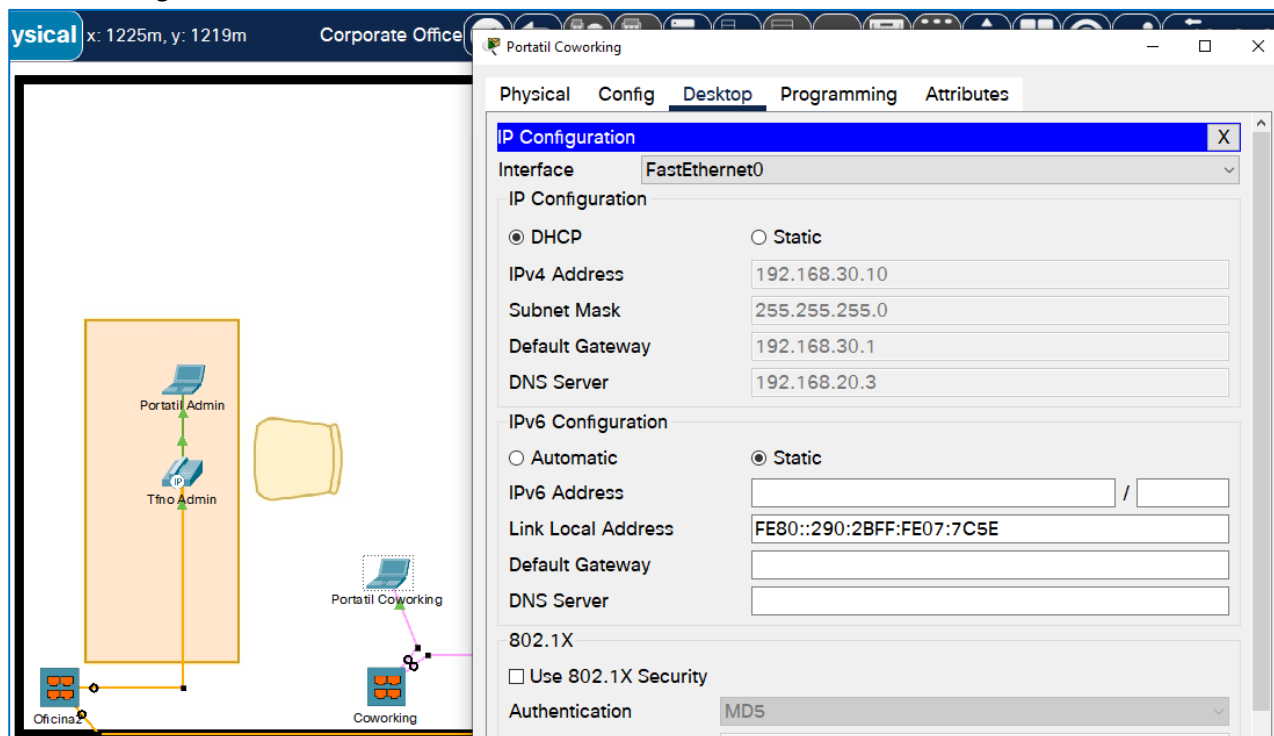 ysical x: 1225m, y: 1219m Corporate Office
Portatil Coworking
Physical Config Desktop Programming Attributes
IP Configuration X
Interface FastEthernet0
IP Configuration
DHCP Static
IPv4 Address 192.168.30.10
Subnet Mask 255.255.255.0
Default Gateway 192.168.30.1
DNS Server 192.168.20.3
IPv6 Configuration
Automatic Static
IPv6 Address /
Link Local Address FE80::290:2BFF:FE07:7C5E
Default Gateway
DNS Server
802.1X
Use 802.1X Security
Authentication MD5
Portatil Admin
IP
Tfno Admin
Portatil Coworking
Oficina2
Coworking